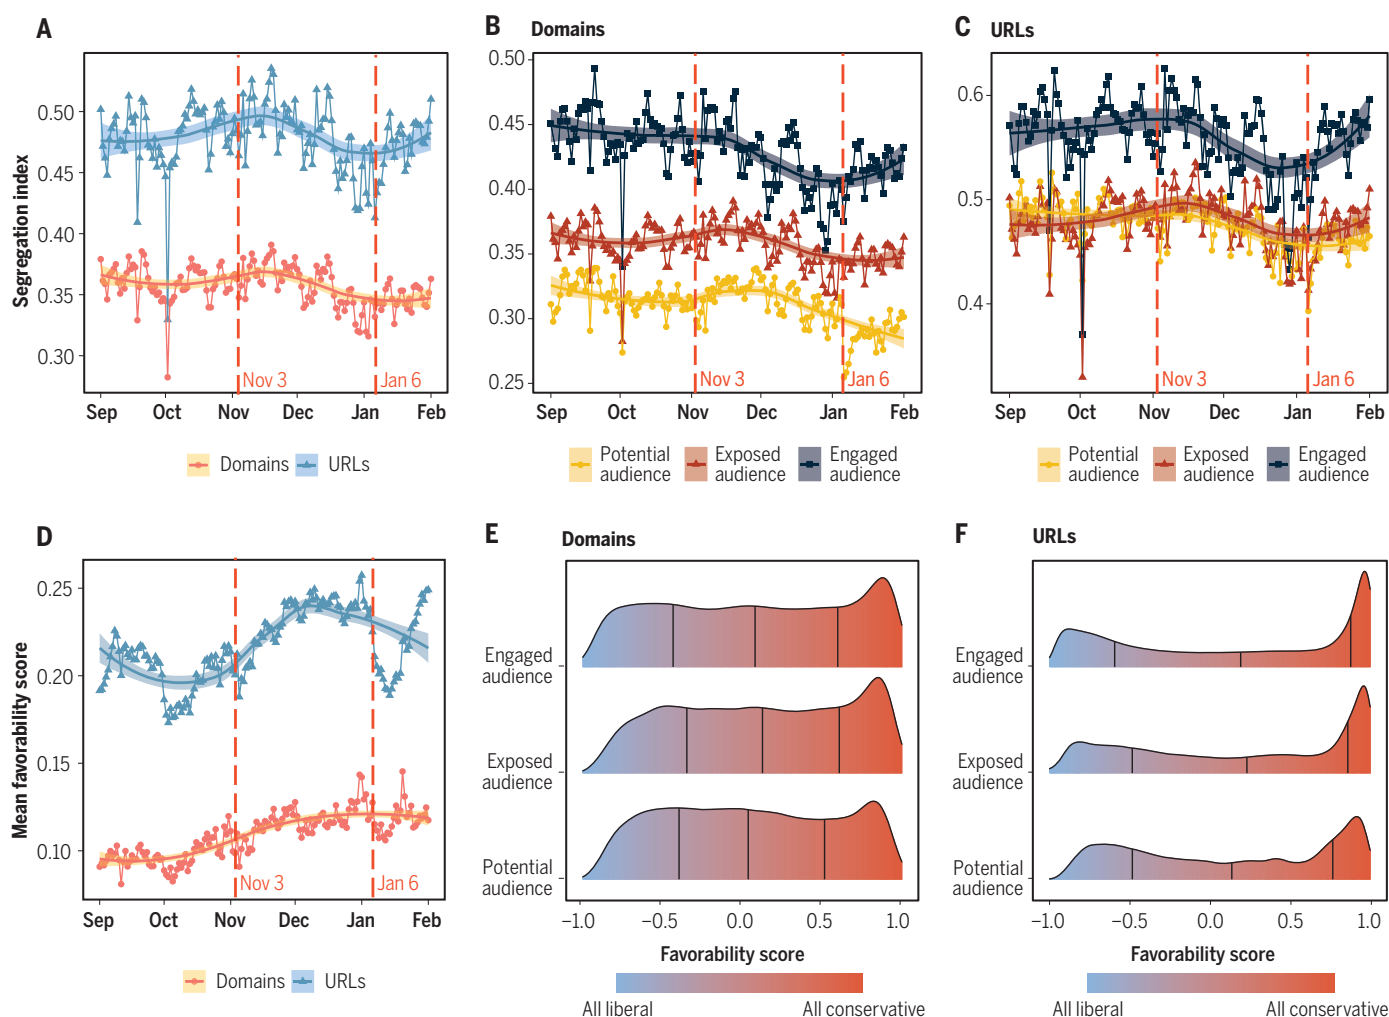 A
Segregation index
0.50
0.45
0.40
0.35
0.30
Nov 3
Jan 6
Sep Oct Nov Dec Jan Feb
Domains URLs
B Domains
0.50
0.45
0.40
0.35
0.30
0.25
Nov 3
Jan 6
Sep Oct Nov Dec Jan Feb
Potential audience
Exposed audience
Engaged audience
C URLs
0.6
0.5
0.4
Nov 3
Jan 6
Sep Oct Nov Dec Jan Feb
Potential audience
Exposed audience
Engaged audience
D
Mean favorability score
0.25
0.20
0.15
0.10
Nov 3
Jan 6
Sep Oct Nov Dec Jan Feb
Domains URLs
E Domains
Engaged
audience
Exposed
audience
Potential
audience
−1.0 −0.5 0.0 0.5 1.0
Favorability score
All liberal All conservative
F URLs
Engaged
audience
Exposed
audience
Potential
audience
−1.0 −0.5 0.0 0.5 1.0
Favorability score
All liberal All conservative